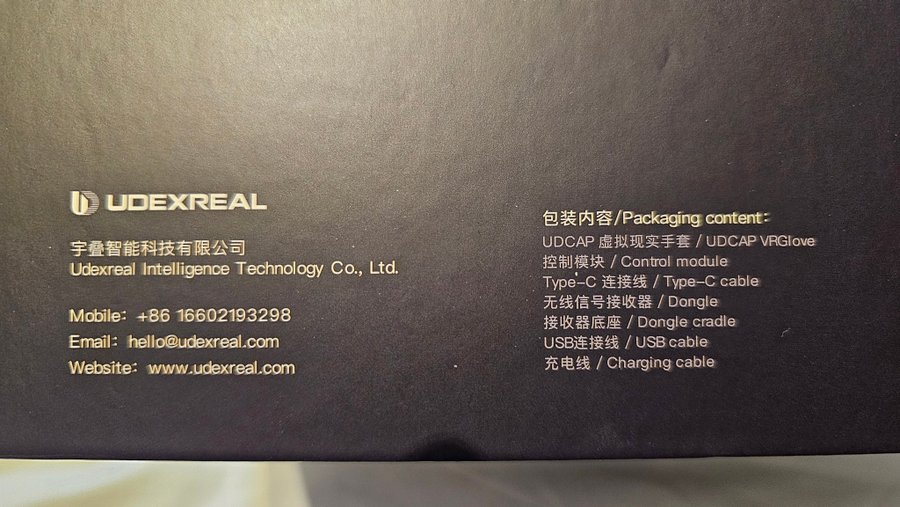 UDEXREAL
宇叠智能科技有限公司
Udexreal Intelligence Technology Co., Ltd.
Mobile: +86 16602193298
Email: hello@udexreal.com
Website: www.udexreal.com
包装内容/Packaging content:
UDCAP 虚拟现实手套 / UDCAP VRGlove
控制模块 / Control module
Type-C 连接线 / Type-C cable
无线信号接收器 / Dongle
接收器底座 / Dongle cradle
USB连接线 / USB cable
充电线 / Charging cable